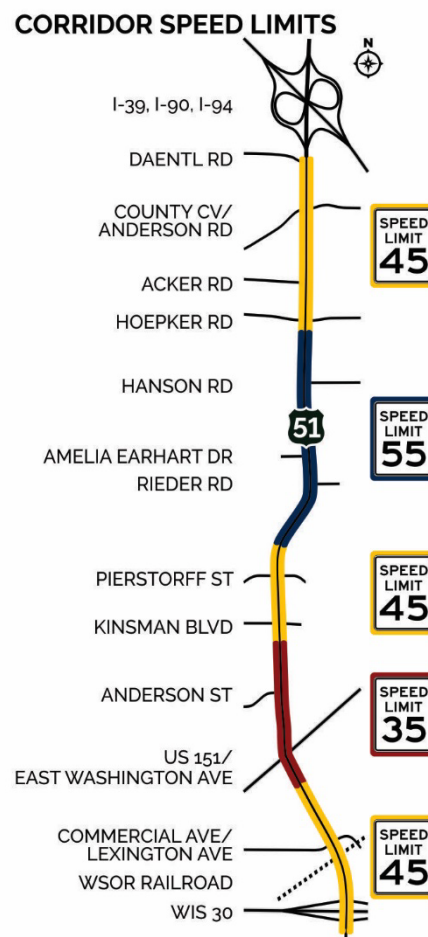 CORRIDOR SPEED LIMITS
N
I-39, I-90, I-94
DAENTL RD
COUNTY CV/
ANDERSON RD
SPEED
LIMIT
45
ACKER RD
HOEPKER RD
HANSON RD
51
SPEED
LIMIT
55
AMELIA EARHART DR
RIEDER RD
PIERSTORFF ST
SPEED
LIMIT
45
KINSMAN BLVD
ANDERSON ST
SPEED
LIMIT
35
US 151/
EAST WASHINGTON AVE
COMMERCIAL AVE/
LEXINGTON AVE
SPEED
LIMIT
45
WSOR RAILROAD
WIS 30